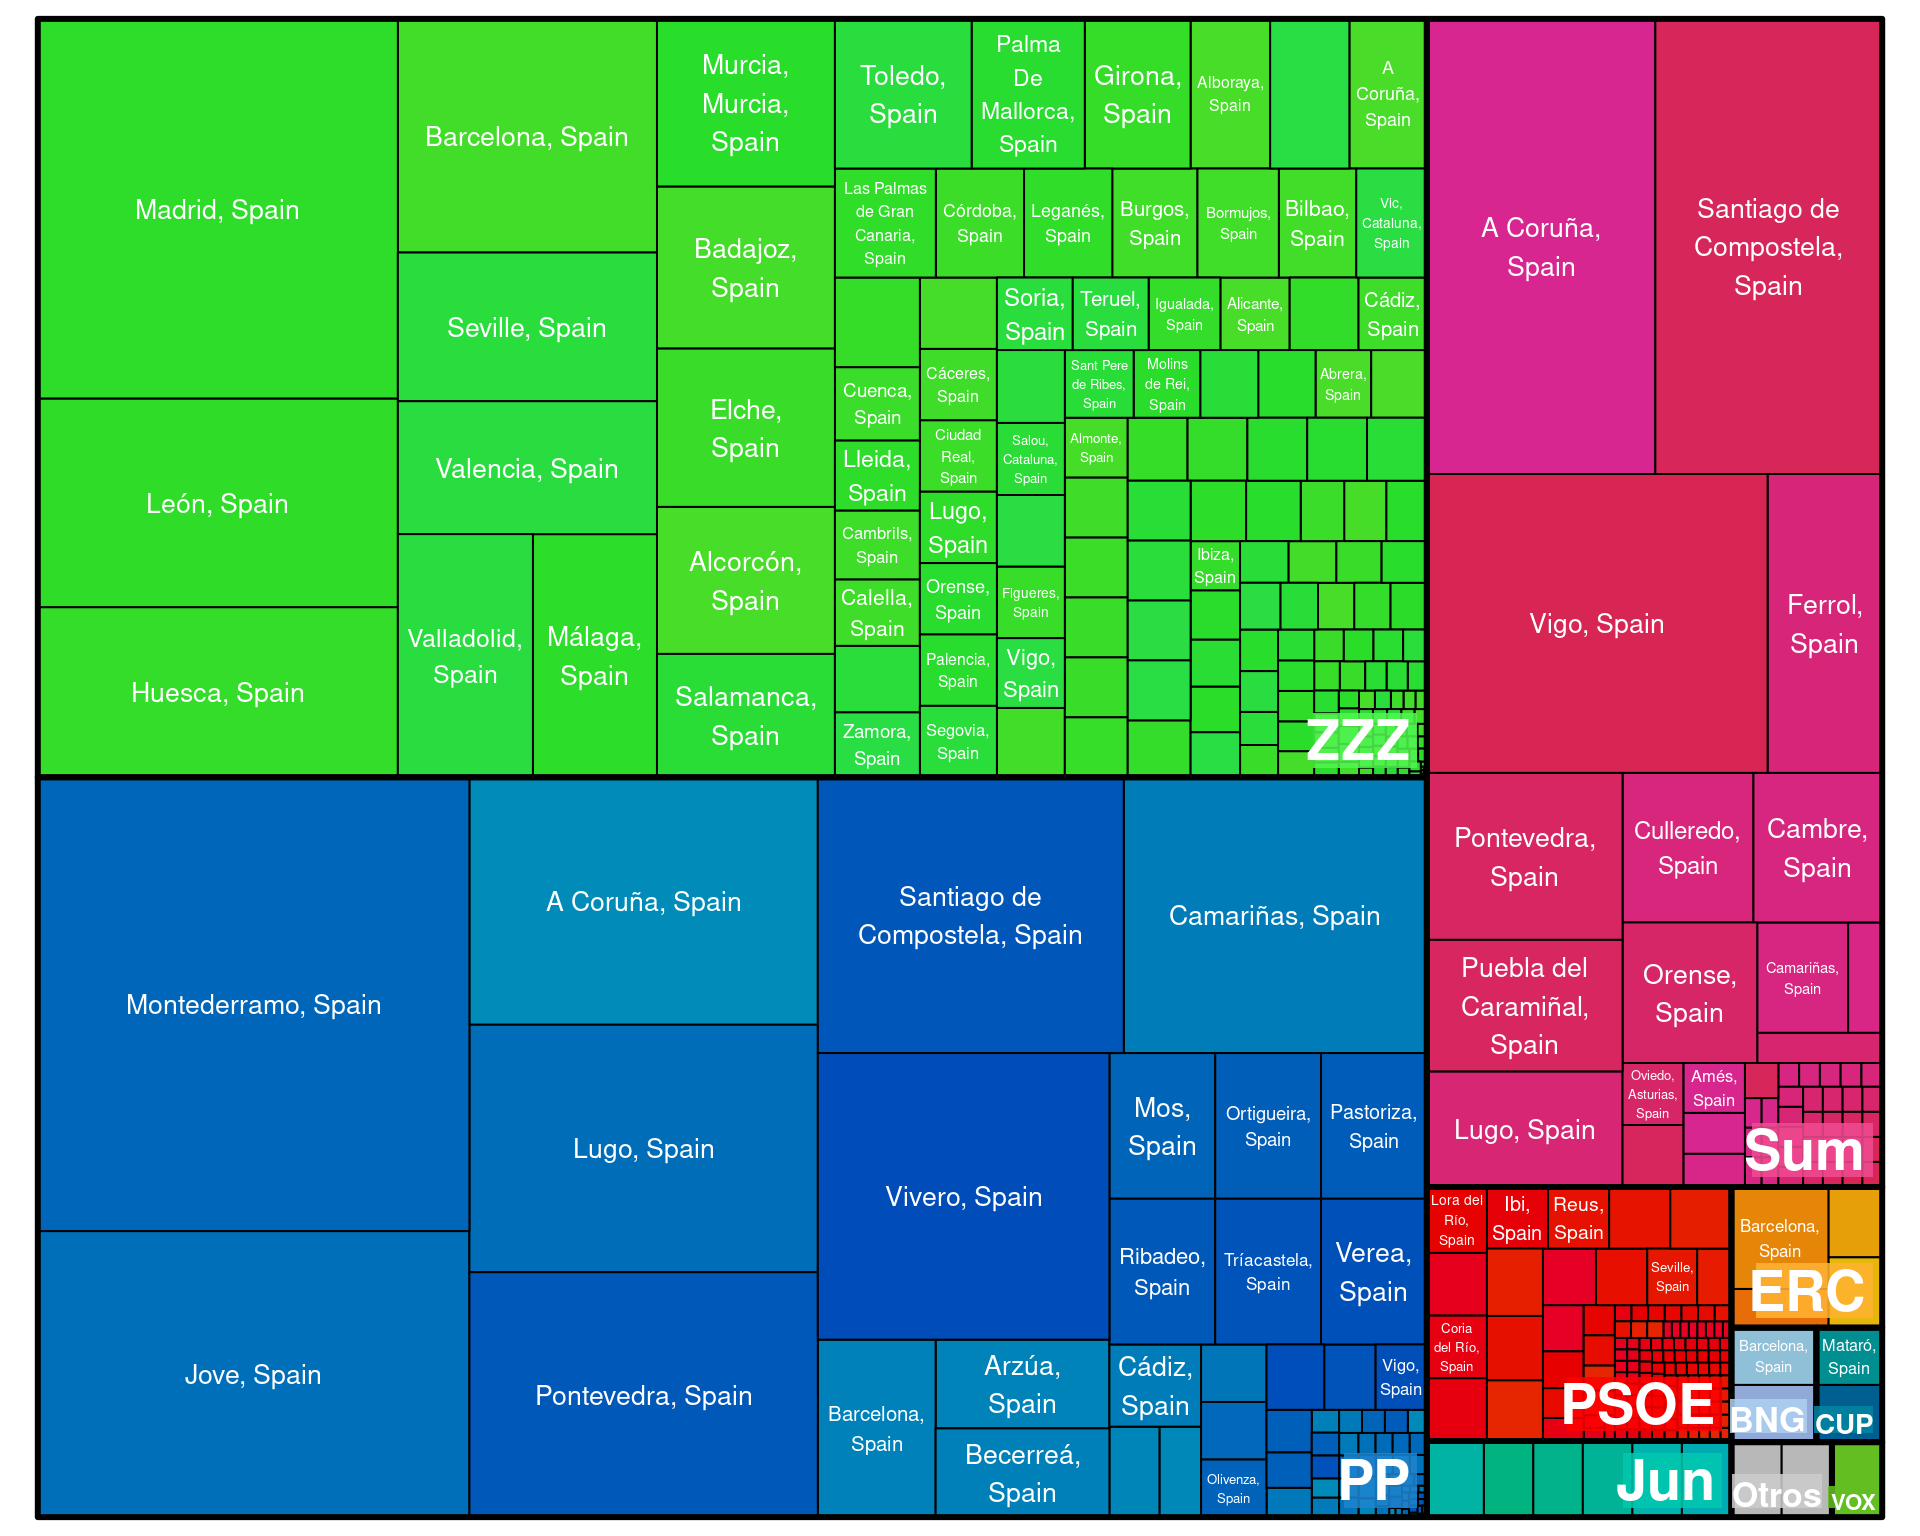 Madrid, Spain
León, Spain
Huesca, Spain
Barcelona, Spain
Seville, Spain
Valencia, Spain
Valladolid,
Spain
Málaga,
Spain
Murcia,
Murcia,
Spain
Badajoz,
Spain
Elche,
Spain
Alcorcón,
Spain
Salamanca,
Spain
Toledo,
Spain
Palma
De
Mallorca,
Spain
Girona,
Spain
Alboraya,
Spain
A
Coruña,
Spain
Las Palmas
de Gran
Canaria,
Spain
Córdoba,
Spain
Leganés,
Spain
Burgos,
Spain
Bormujos,
Spain
Bilbao,
Spain
Vic,
Cataluna,
Spain
Cuenca,
Spain
Lleida,
Spain
Cambrils,
Spain
Calella,
Spain
Zamora,
Spain
Cáceres,
Spain
Ciudad
Real,
Spain
Lugo,
Spain
Orense,
Spain
Palencia,
Spain
Segovia,
Spain
Soria,
Spain
Teruel,
Spain
Igualada,
Spain
Alicante,
Spain
Cádiz,
Spain
Salou,
Cataluna,
Spain
Figueres,
Spain
Vigo,
Spain
Sant Pere
de Ribes,
Spain
Molins
de Rei,
Spain
Abrera,
Spain
Almonte,
Spain
Ibiza,
Spain
ZZZ
Montederramo, Spain
Jove, Spain
A Coruña, Spain
Lugo, Spain
Pontevedra, Spain
Santiago de
Compostela, Spain
Camariñas, Spain
Vivero, Spain
Mos,
Spain
Ortigueira,
Spain
Pastoriza,
Spain
Ribadeo,
Spain
Tríacastela,
Spain
Verea,
Spain
Barcelona,
Spain
Arzúa,
Spain
Becerreá,
Spain
Cádiz,
Spain
Olivenza,
Spain
Vigo,
Spain
PP
A Coruña,
Spain
Santiago de
Compostela,
Spain
Vigo, Spain
Ferrol,
Spain
Pontevedra,
Spain
Puebla del
Caramiñal,
Spain
Lugo, Spain
Culleredo,
Spain
Cambre,
Spain
Orense,
Spain
Camariñas,
Spain
Oviedo,
Asturias,
Spain
Amés,
Spain
Sum
Lora del
Río,
Spain
Ibi,
Spain
Reus,
Spain
Coria
del Río,
Spain
Seville,
Spain
PSOE
Barcelona,
Spain
ERC
Barcelona,
Spain
BNG
Mataró,
Spain
CUP
Jun
Otros
VOX